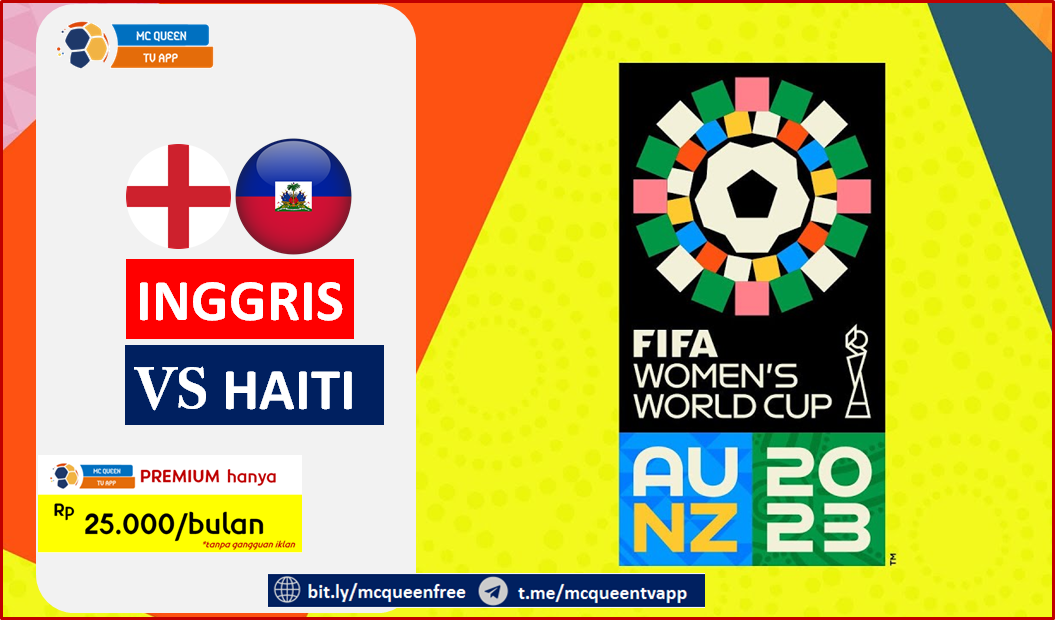 MC QUEEN
TV APP
INGGRIS
VS HAITI
MC QUEEN
TV APP
PREMIUM hanya
Rp 25.000/bulan
*tanpa gangguan iklan
FIFA
WOMEN'S
WORLD CUP
AU 20
NZ 23
TM
bit.ly/mcqueenfree t.me/mcqueentvapp